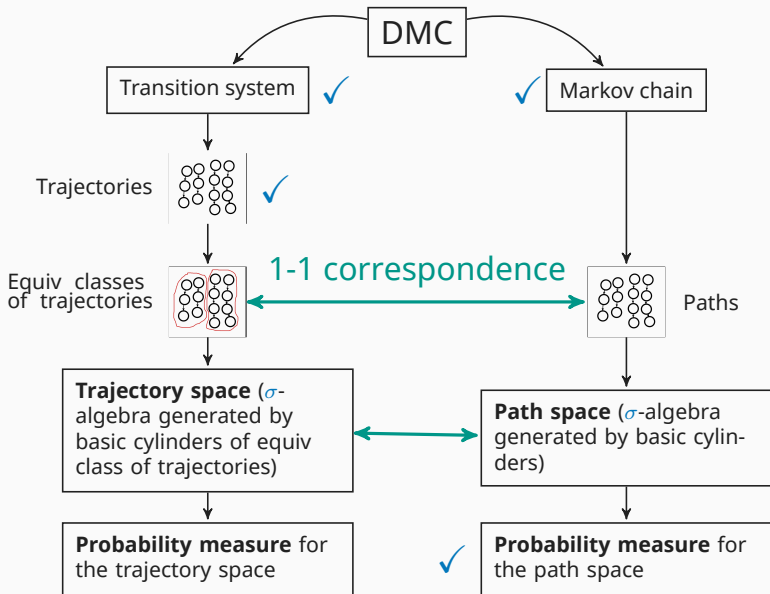 DMC
Transition system
Markov chain
Trajectories
Equiv classes
of trajectories
1-1 correspondence
Paths
Trajectory space (σ-
algebra generated by
basic cylinders of equiv
class of trajectories)
Path space (σ-algebra
generated by basic cylin-
ders)
Probability measure for
the trajectory space
Probability measure for
the path space